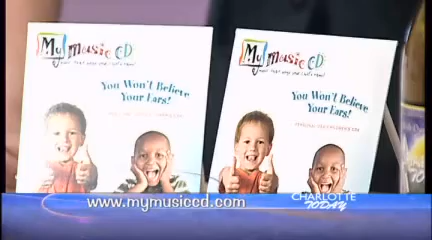 My Music CD
You Won't Believe
Your Ears!
My Music CD
You Won't Believe
Your Ears!
www.mymusiccd.com
CHARLOTTE
TODAY